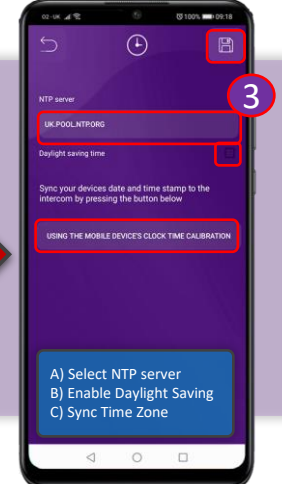 02-UK 100% 09:18
3
NTP server
UK.POOL.NTP.ORG
Daylight saving time
Sync your devices date and time stamp to the
intercom by pressing the button below
USING THE MOBILE DEVICE'S CLOCK TIME CALIBRATION
A) Select NTP server
B) Enable Daylight Saving
C) Sync Time Zone